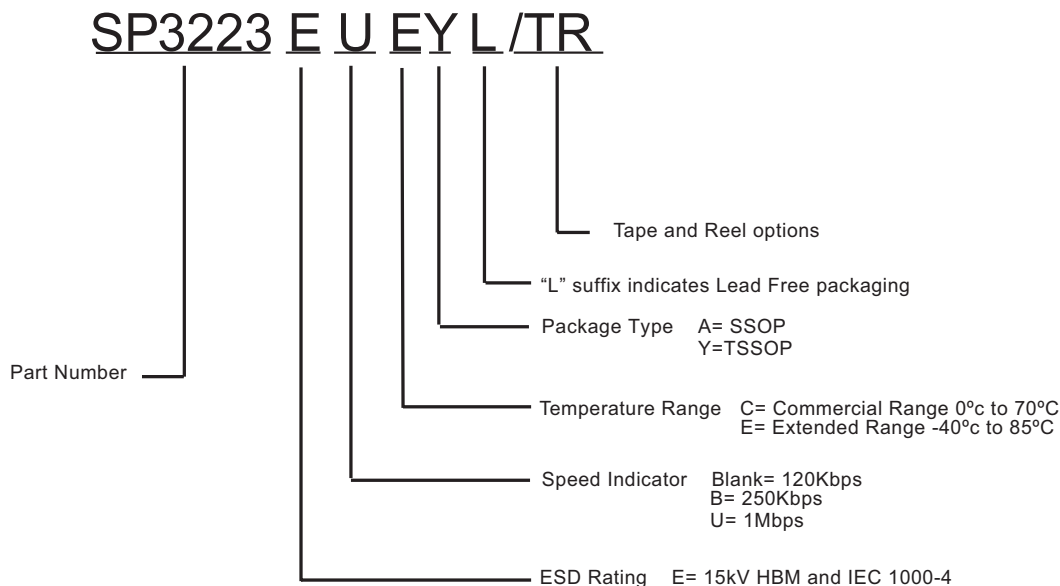 SP3223 E U EY L /TR
Tape and Reel options
“L” suffix indicates Lead Free packaging
Package Type A= SSOP
Y=TSSOP
Part Number
Temperature Range C= Commercial Range 0ºc to 70ºC
E= Extended Range -40ºc to 85ºC
Speed Indicator Blank= 120Kbps
B= 250Kbps
U= 1Mbps
ESD Rating E= 15kV HBM and IEC 1000-4